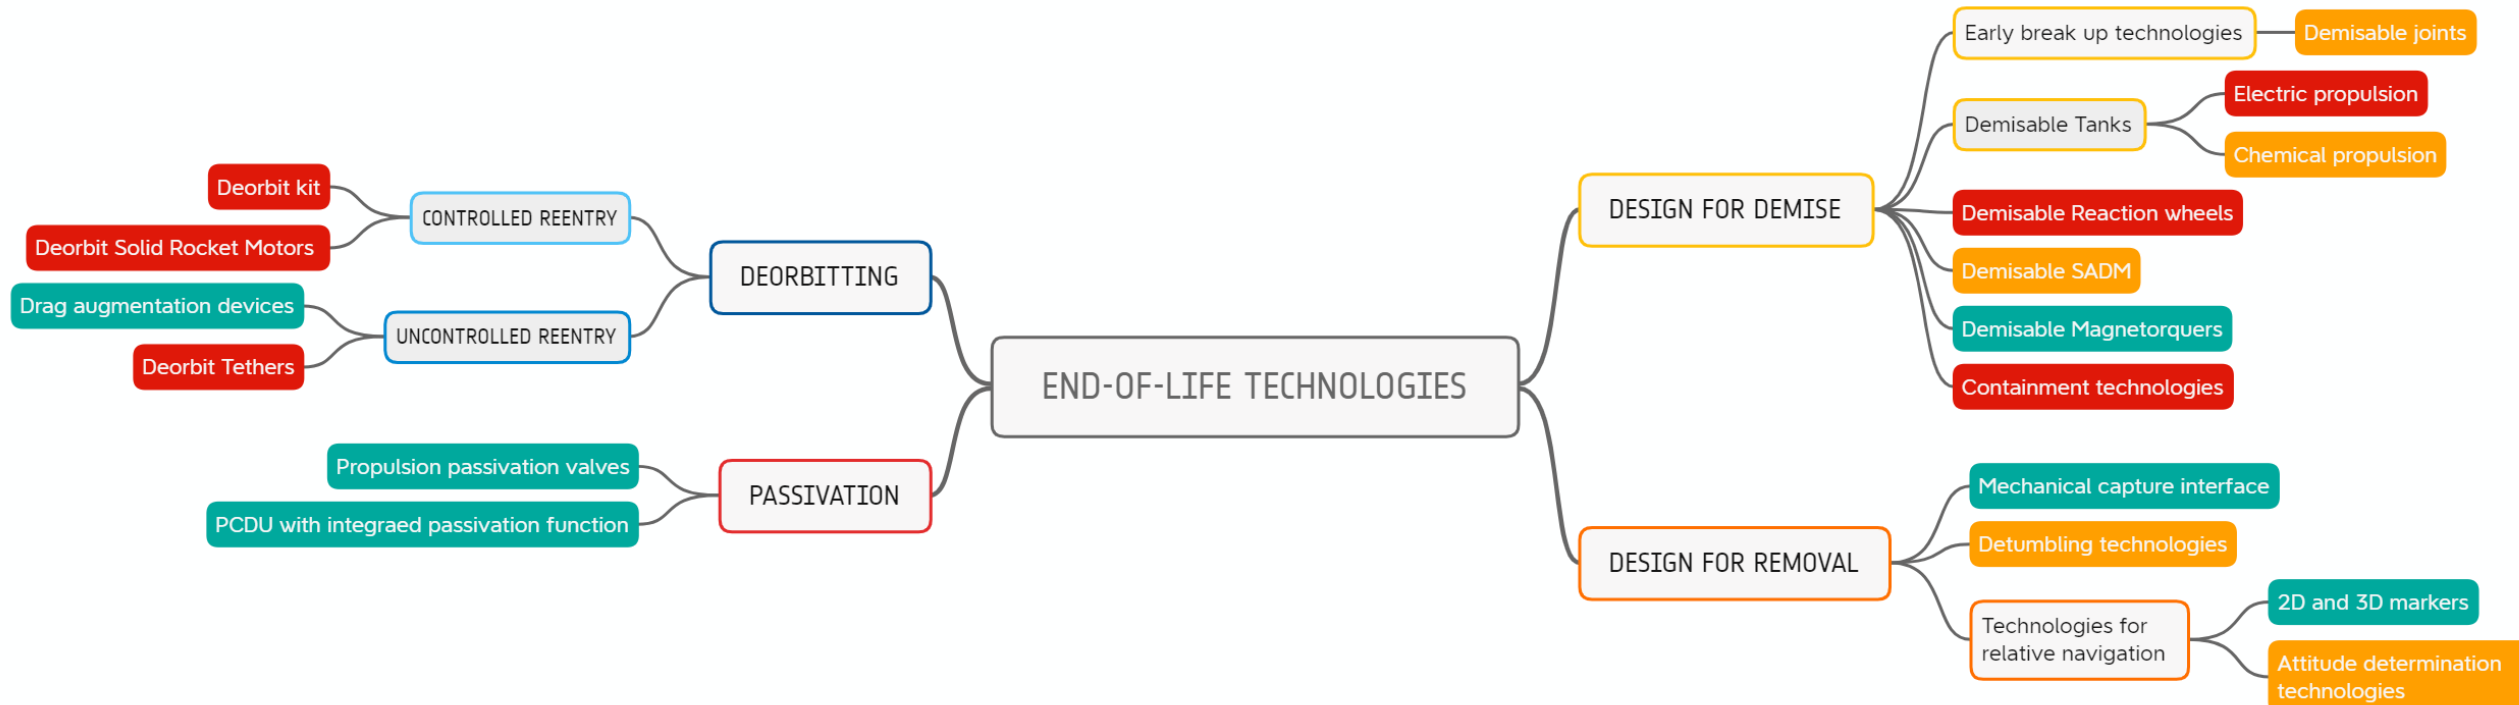 END-OF-LIFE TECHNOLOGIES
DEORBITTING
CONTROLLED REENTRY
Deorbit kit
Deorbit Solid Rocket Motors
UNCONTROLLED REENTRY
Drag augmentation devices
Deorbit Tethers
PASSIVATION
Propulsion passivation valves
PCDU with integraed passivation function
DESIGN FOR DEMISE
Early break up technologies
Demisable joints
Demisable Tanks
Electric propulsion
Chemical propulsion
Demisable Reaction wheels
Demisable SADM
Demisable Magnetorquers
Containment technologies
DESIGN FOR REMOVAL
Mechanical capture interface
Detumbling technologies
Technologies for
relative navigation
2D and 3D markers
Attitude determination
technologies